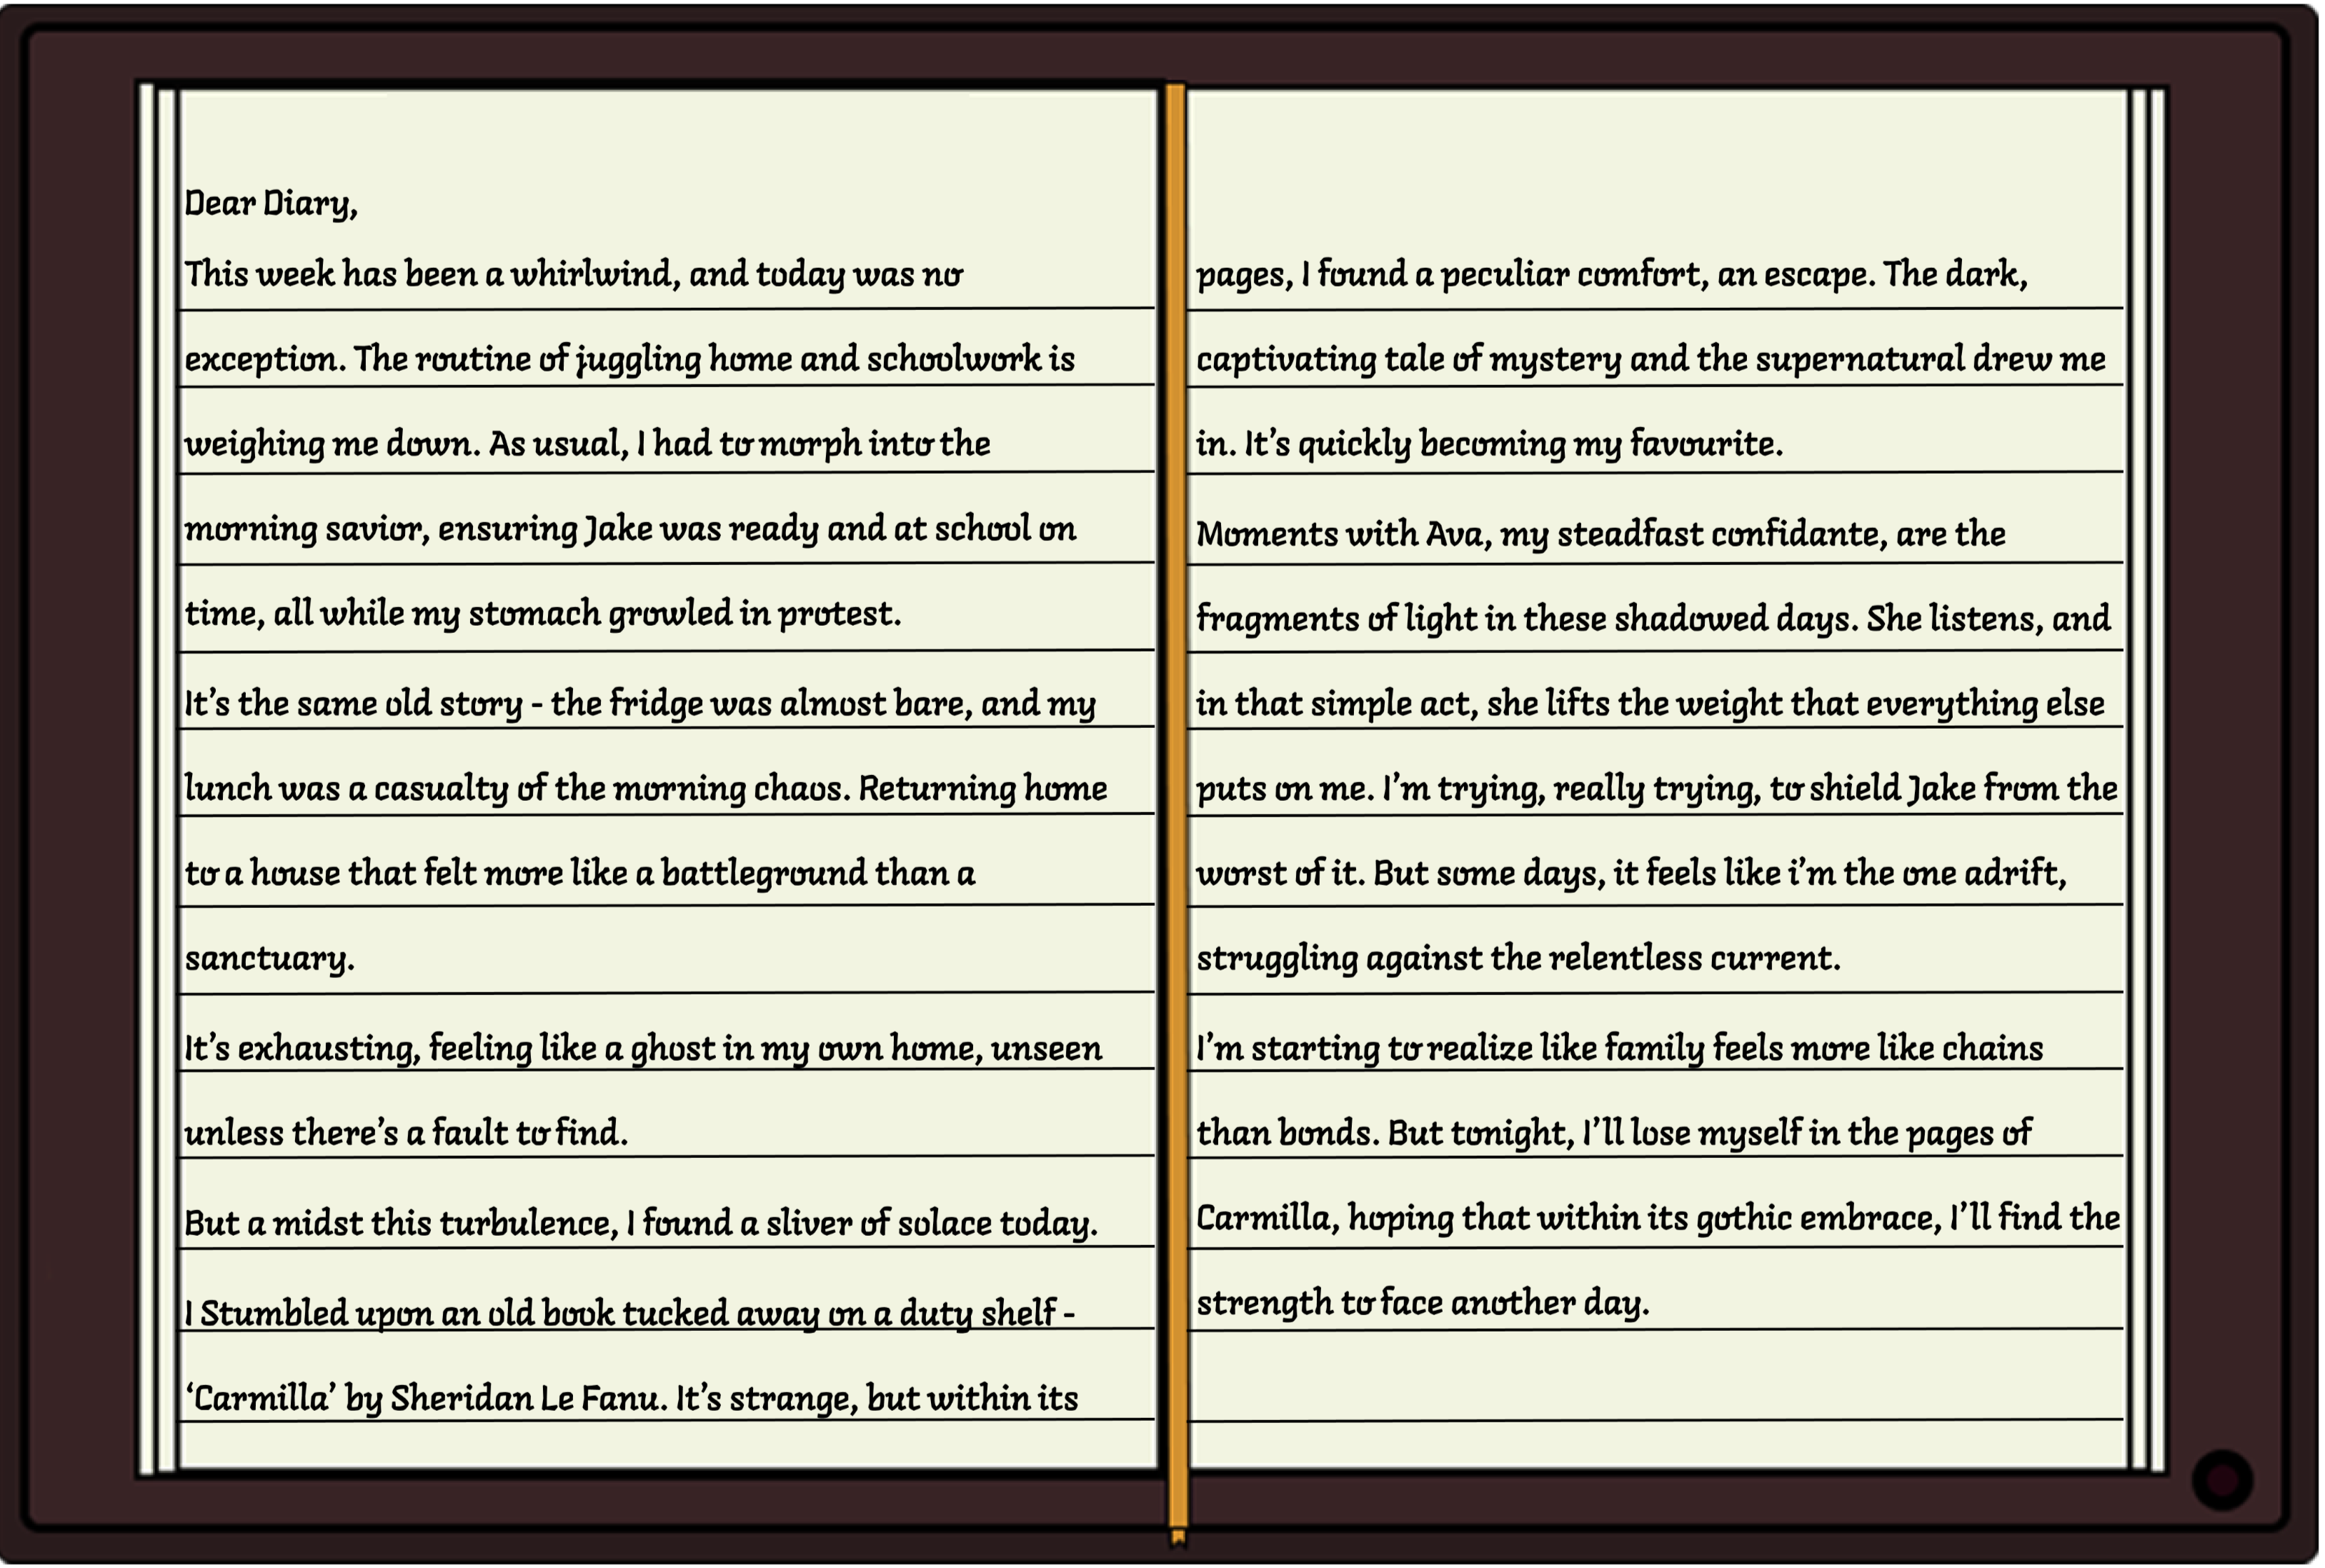 Dear Diary,
This week has been a whirlwind, and today was no
exception. The routine of juggling home and schoolwork is
weighing me down. As usual, I had to morph into the
morning savior, ensuring Jake was ready and at school on
time, all while my stomach growled in protest.
It’s the same old story - the fridge was almost bare, and my
lunch was a casualty of the morning chaos. Returning home
to a house that felt more like a battleground than a
sanctuary.
It’s exhausting, feeling like a ghost in my own home, unseen
unless there’s a fault to find.
But a midst this turbulence, I found a sliver of solace today.
I Stumbled upon an old book tucked away on a duty shelf -
‘Carmilla’ by Sheridan Le Fanu. It’s strange, but within its
pages, I found a peculiar comfort, an escape. The dark,
captivating tale of mystery and the supernatural drew me
in. It’s quickly becoming my favourite.
Moments with Ava, my steadfast confidante, are the
fragments of light in these shadowed days. She listens, and
in that simple act, she lifts the weight that everything else
puts on me. I’m trying, really trying, to shield Jake from the
worst of it. But some days, it feels like i’m the one adrift,
struggling against the relentless current.
I’m starting to realize like family feels more like chains
than bonds. But tonight, I’ll lose myself in the pages of
Carmilla, hoping that within its gothic embrace, I’ll find the
strength to face another day.